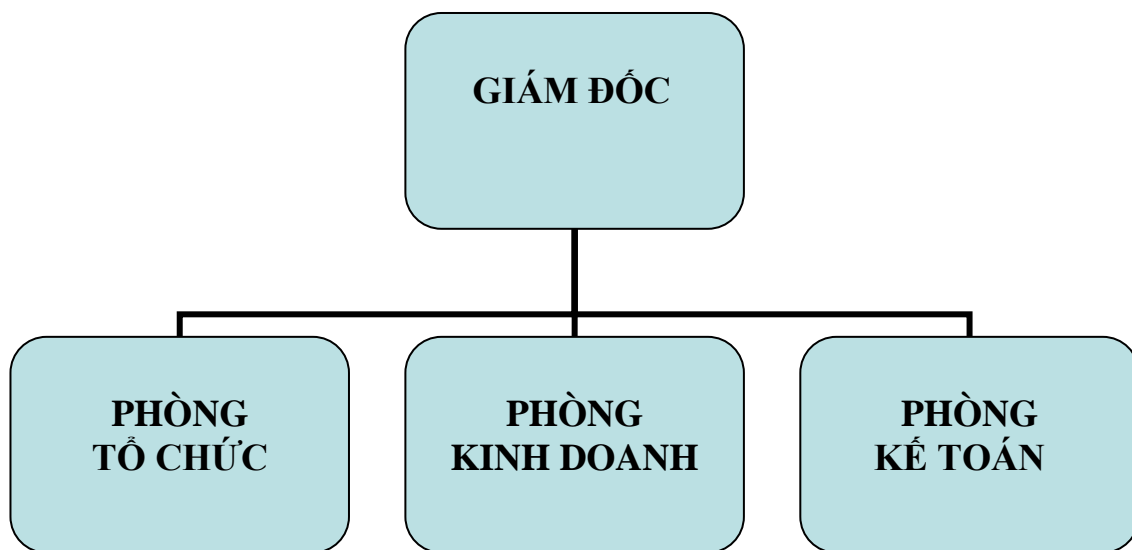 GIÁM ĐỐC
PHÒNG
TỔ CHỨC
PHÒNG
KINH DOANH
PHÒNG
KẾ TOÁN